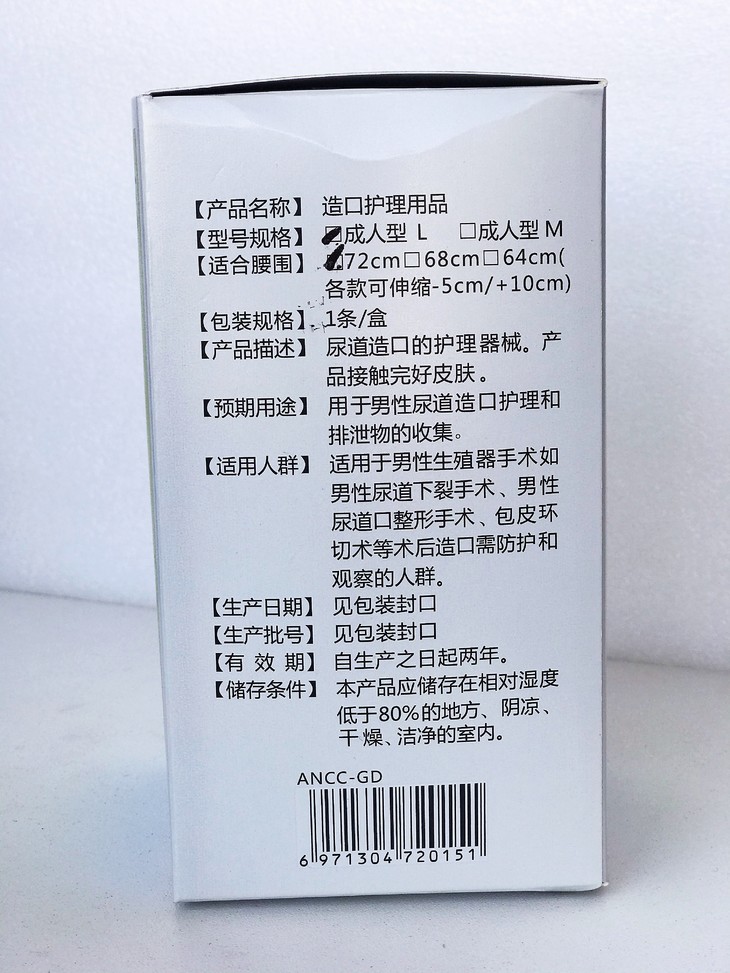 【产品名称】 造口护理用品
【型号规格】 □成人型 L □成人型 M
【适合腰围】 □72cm□68cm□64cm(
各款可伸缩-5cm/+10cm)
【包装规格】 1条/盒
【产品描述】 尿道造口的护理器械。产
品接触完好皮肤。
【预期用途】 用于男性尿道造口护理和
排泄物的收集。
【适用人群】 适用于男性生殖器手术如
男性尿道下裂手术、男性
尿道口整形手术、包皮环
切术等术后造口需防护和
观察的人群。
【生产日期】 见包装封口
【生产批号】 见包装封口
【有 效 期】 自生产之日起两年。
【储存条件】 本产品应储存在相对湿度
低于80%的地方、阴凉、
干燥、洁净的室内。
ANCC-GD
6 971304 720151